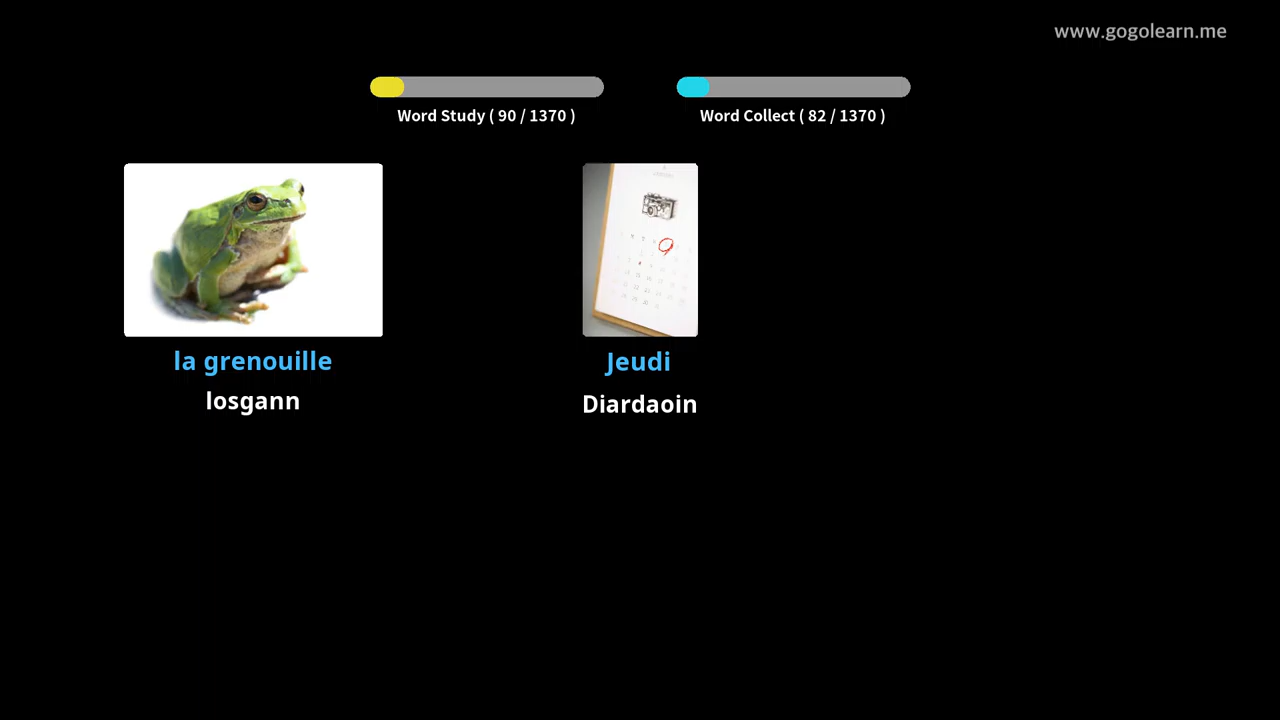 www.gogolearn.me
Word Study ( 90 / 1370 )
Word Collect ( 82 / 1370 )
la grenouille
losgann
Jeudi
Diardaoin